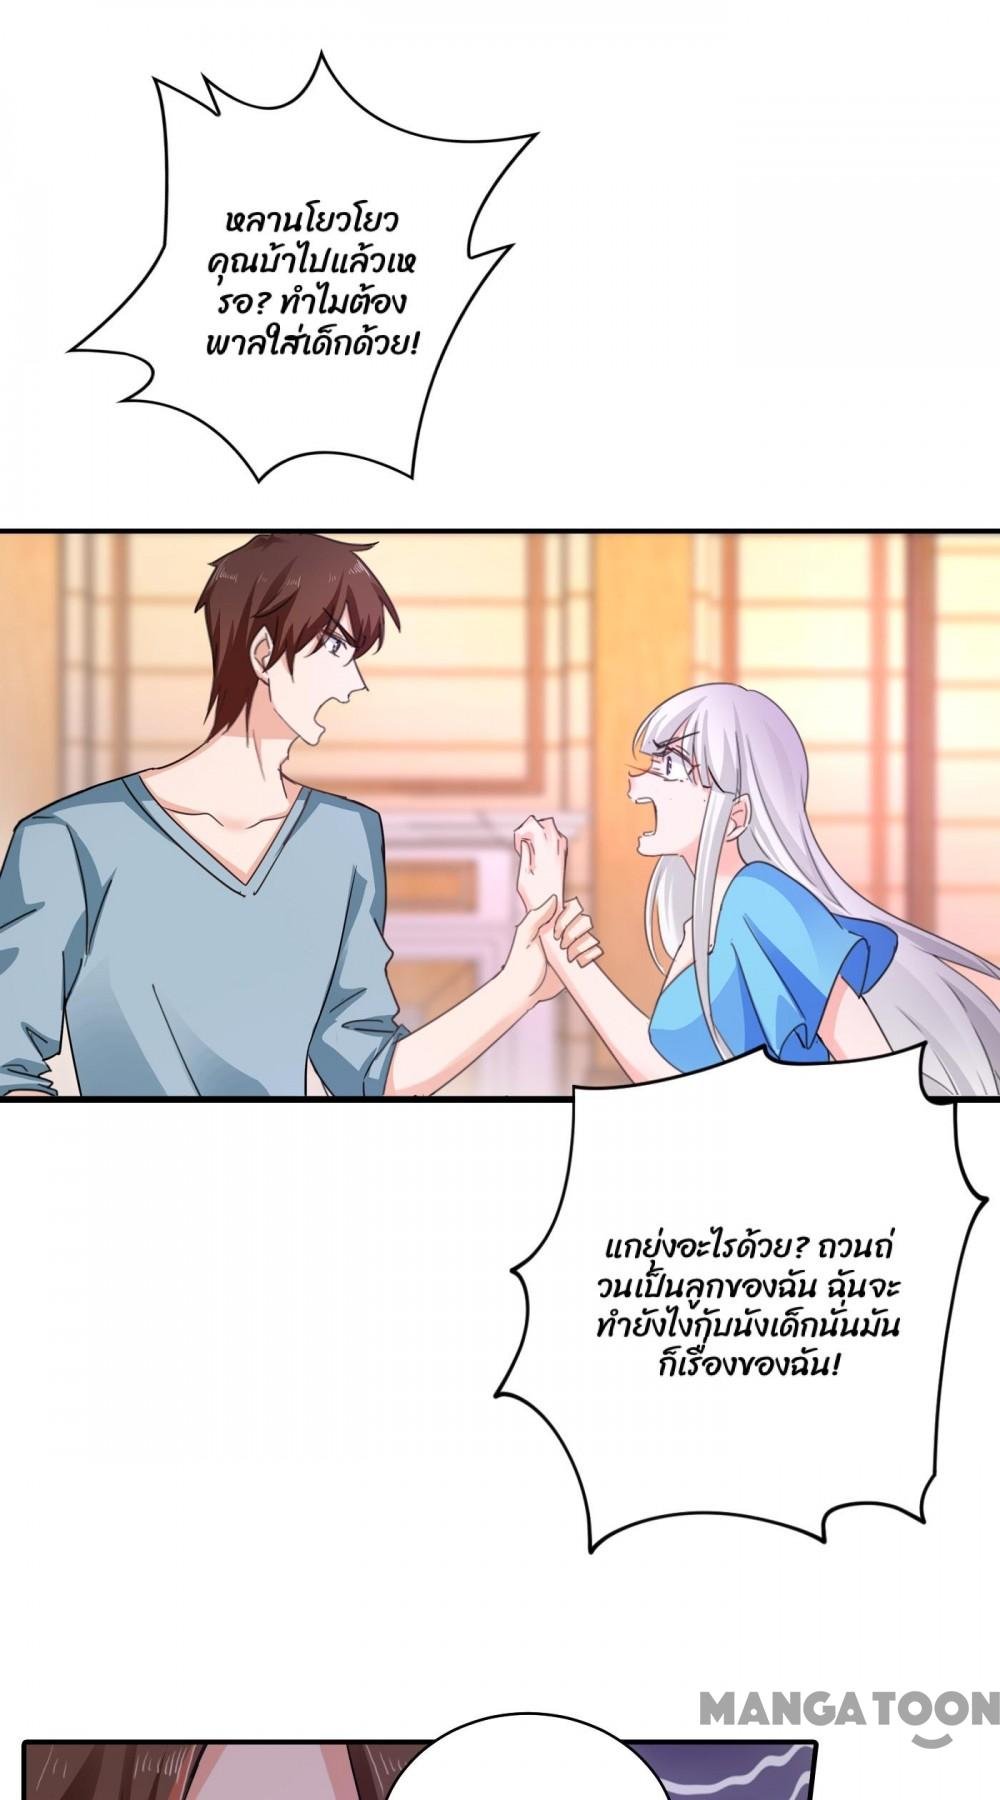 หลานโยวโยว
คุณบ้าไปแล้วเห
รอ? ทำไมต้อง
พาลใส่เด็กด้วย!
แกยุ่งอะไรด้วย? ถวนถ่
วนเป็นลูกของฉัน ฉันจะ
ทำยังไงกับนังเด็กนั่นมัน
ก็เรื่องของฉัน!
MANGATOON